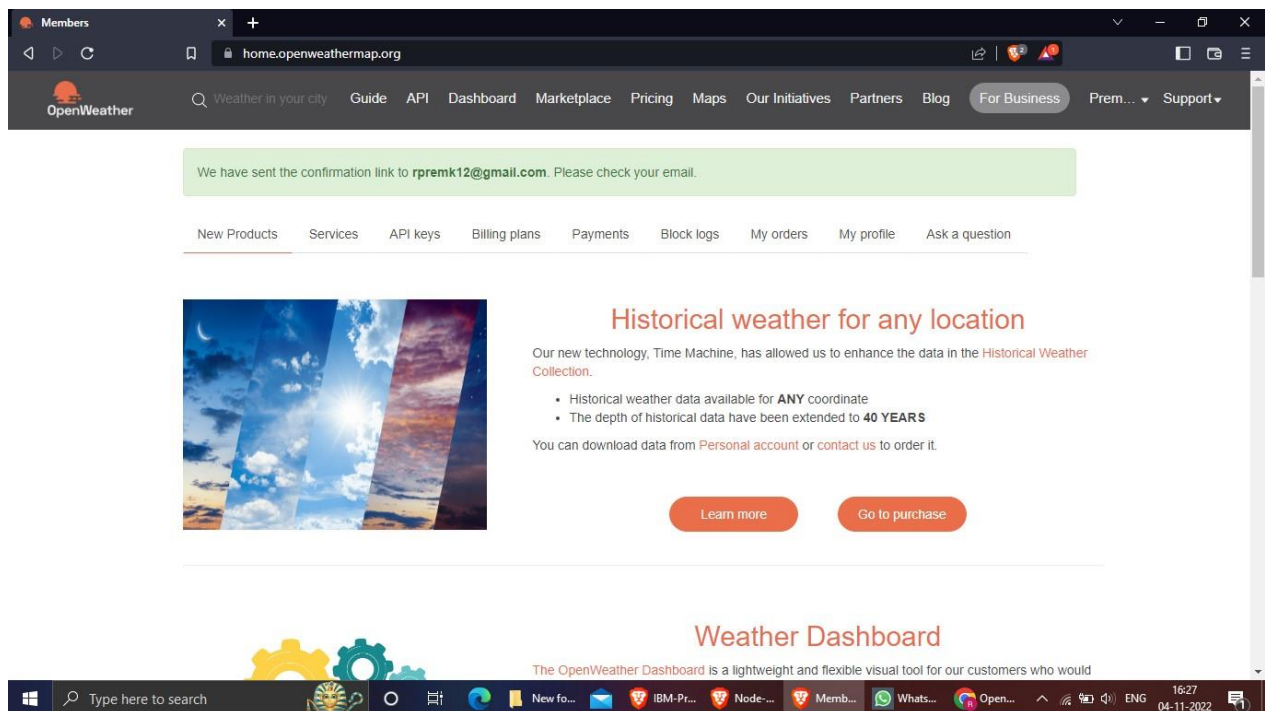 Members
home.openweathermap.org
2
1
OpenWeather
Weather in your city Guide API Dashboard Marketplace Pricing Maps Our Initiatives Partners Blog For Business Prem... Support
We have sent the confirmation link to rpremk12@gmail.com. Please check your email.
New Products Services API keys Billing plans Payments Block logs My orders My profile Ask a question
Historical weather for any location
Our new technology, Time Machine, has allowed us to enhance the data in the Historical Weather
Collection.
• Historical weather data available for ANY coordinate
• The depth of historical data have been extended to 40 YEARS
You can download data from Personal account or contact us to order it.
Learn more Go to purchase
Weather Dashboard
The OpenWeather Dashboard is a lightweight and flexible visual tool for our customers who would
Type here to search New fo... IBM-Pr... Node-... Memb... Whats... Open... ENG 16:27
04-11-2022
1